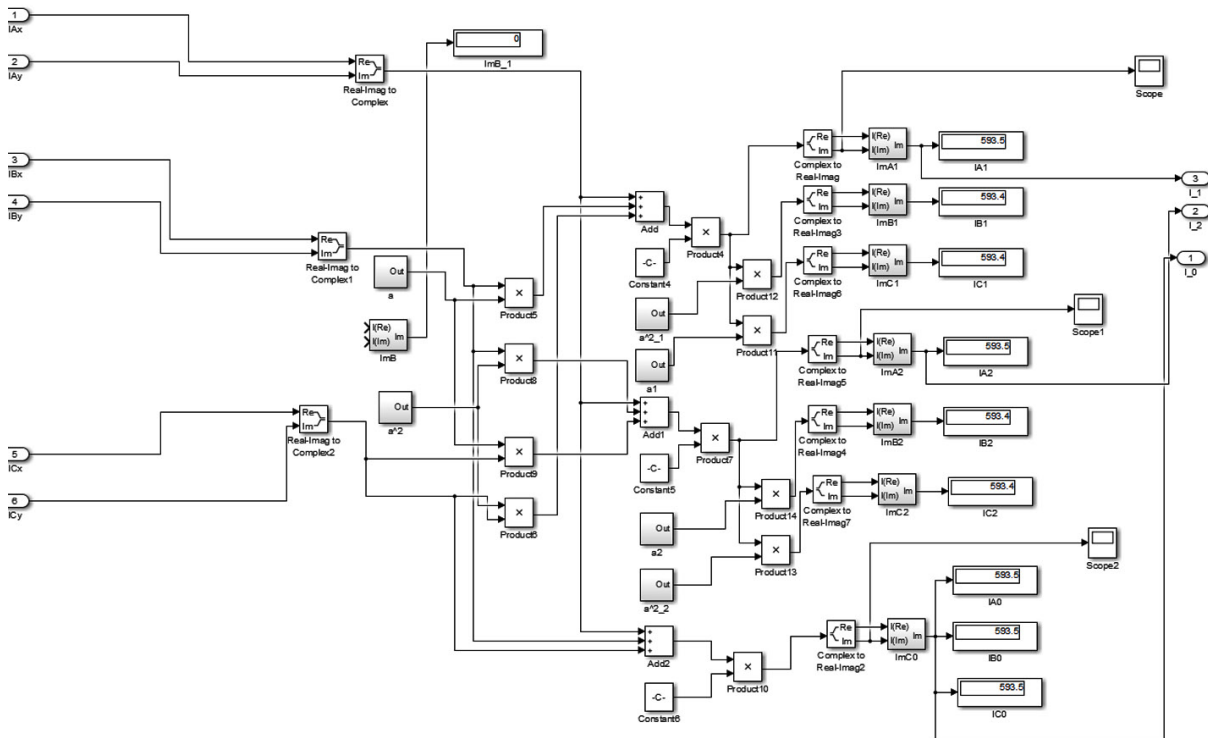 1
IAx
2
IAy
Re
Im
Real-Imag to
Complex
0
ImB_1
Scope
3
IBx
4
IBy
Re
Im
Real-Imag to
Complex1
Out
a
I(Re)
I(Im)
Im
ImB
Out
a^2
5
ICx
6
ICy
Re
Im
Real-Imag to
Complex2
×
Product5
×
Product8
×
Product9
×
Product6
+
+
+
Add
-C-
Constant4
×
Product4
Out
a^2_1
Out
a1
×
Product12
×
Product11
Re
Im
Complex to
Real-Imag
I(Re)
I(Im)
Im
ImA1
593.5
IA1
Re
Im
Complex to
Real-Imag3
I(Re)
I(Im)
Im
ImB1
593.4
IB1
Re
Im
Complex to
Real-Imag6
I(Re)
I(Im)
Im
ImC1
593.4
IC1
3
I_1
2
I_2
1
I_0
Scope1
+
+
+
Add1
-C-
Constant5
×
Product7
Out
a2
Out
a^2_2
×
Product14
×
Product13
Re
Im
Complex to
Real-Imag5
I(Re)
I(Im)
Im
ImA2
593.5
IA2
Re
Im
Complex to
Real-Imag4
I(Re)
I(Im)
Im
ImB2
593.4
IB2
Re
Im
Complex to
Real-Imag7
I(Re)
I(Im)
Im
ImC2
593.4
IC2
Scope2
+
+
+
Add2
-C-
Constant6
×
Product10
Re
Im
Complex to
Real-Imag2
I(Re)
I(Im)
Im
ImC0
593.5
IA0
593.5
IB0
593.5
IC0